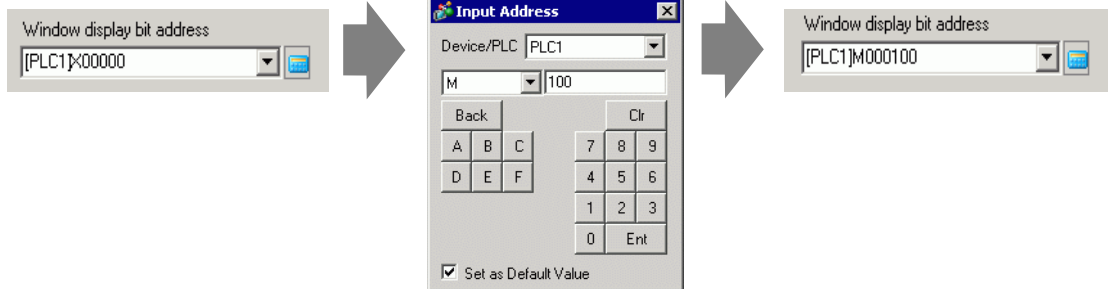 Window display bit address
[PLC1]X00000
Input Address
Device/PLC PLC1
M 100
Back Clr
A B C 7 8 9
D E F 4 5 6
1 2 3
0 Ent
Set as Default Value
Window display bit address
[PLC1]M000100